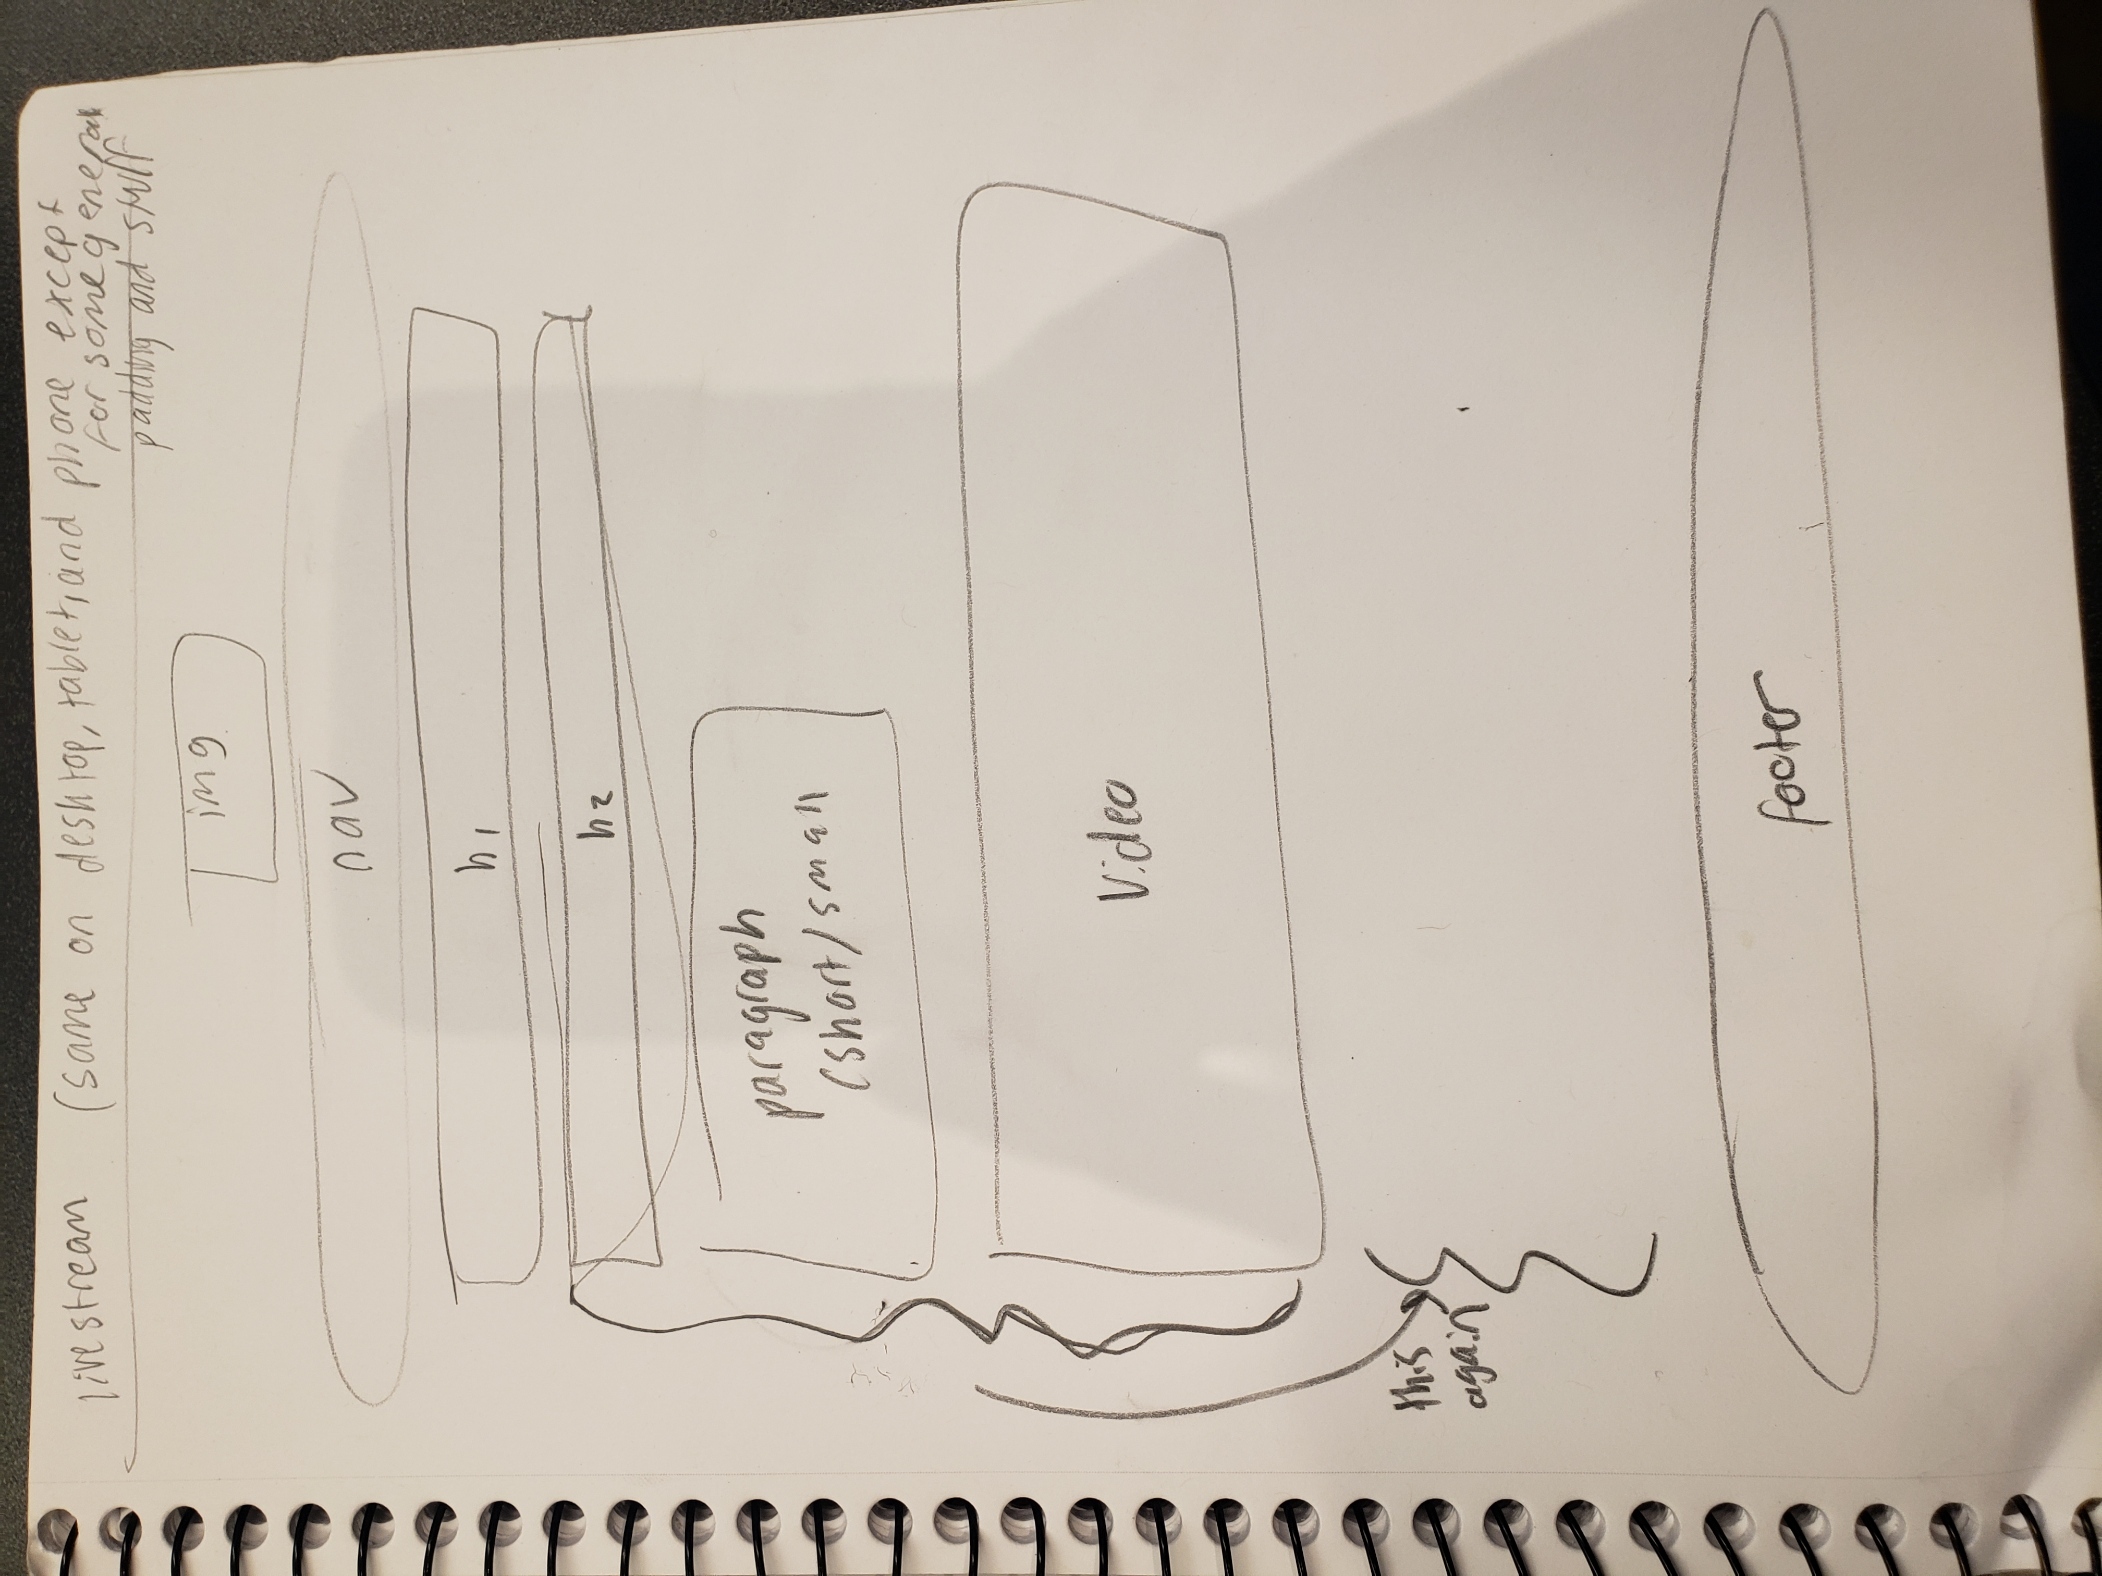 livestream (same on desktop, tablet, and phone except
for some general
padding and stuff
img
nav
h1
h2
paragraph
(short/small
Video
this
again
footer